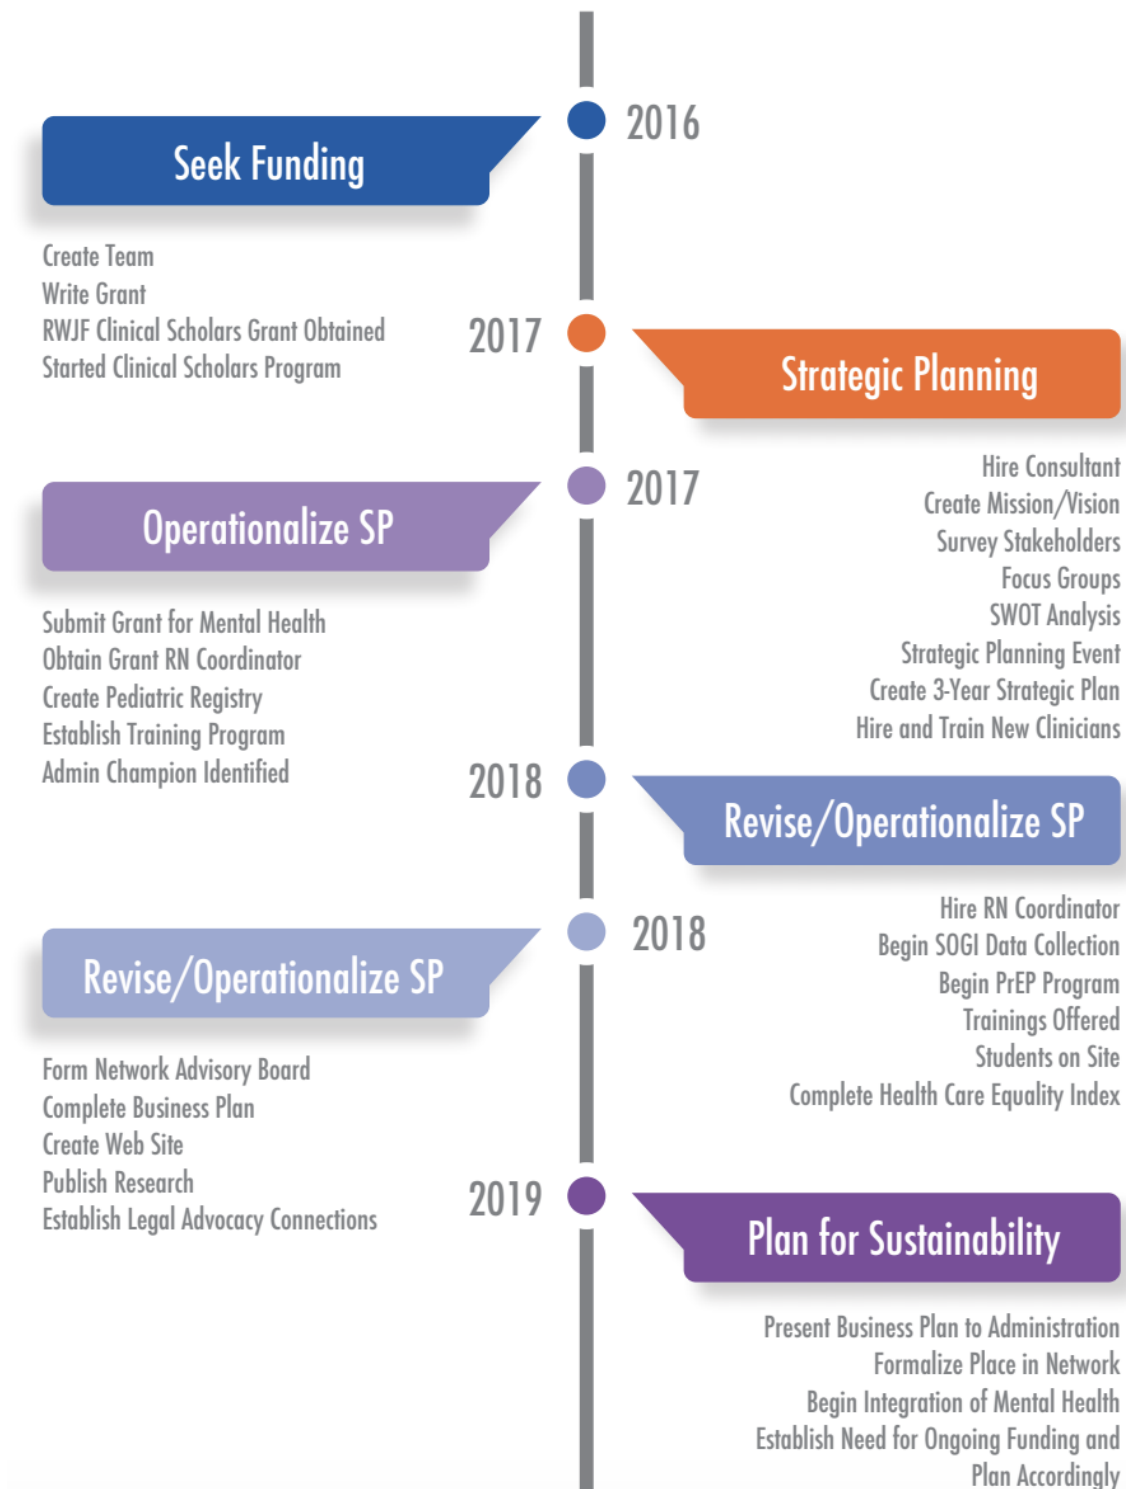 2016
Seek Funding
Create Team
Write Grant
RWJF Clinical Scholars Grant Obtained
Started Clinical Scholars Program
2017
Strategic Planning
Hire Consultant
Create Mission/Vision
Survey Stakeholders
Focus Groups
SWOT Analysis
Strategic Planning Event
Create 3-Year Strategic Plan
Hire and Train New Clinicians
2017
Operationalize SP
Submit Grant for Mental Health
Obtain Grant RN Coordinator
Create Pediatric Registry
Establish Training Program
Admin Champion Identified
2018
Revise/Operationalize SP
Hire RN Coordinator
Begin SOGI Data Collection
Begin PrEP Program
Trainings Offered
Students on Site
Complete Health Care Equality Index
2018
Revise/Operationalize SP
Form Network Advisory Board
Complete Business Plan
Create Web Site
Publish Research
Establish Legal Advocacy Connections
2019
Plan for Sustainability
Present Business Plan to Administration
Formalize Place in Network
Begin Integration of Mental Health
Establish Need for Ongoing Funding and
Plan Accordingly